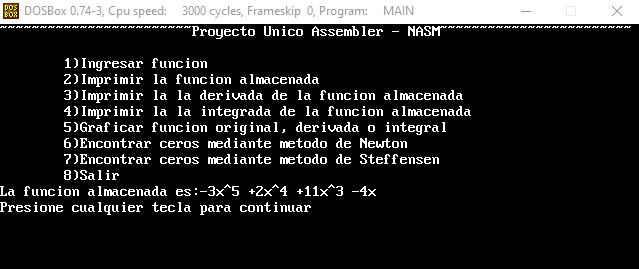 DOSBox 0.74-3, Cpu speed: 3000 cycles, Frameskip 0, Program: MAIN
~~~~~~~~~~~~~~~~~~~~~~~~Proyecto Unico Assembler - NASM~~~~~~~~~~~~~~~~~~~~~~~~~
1)Ingresar funcion
2)Imprimir la funcion almacenada
3)Imprimir la la derivada de la funcion almacenada
4)Imprimir la la integrada de la funcion almacenada
5)Graficar funcion original, derivada o integral
6)Encontrar ceros mediante metodo de Newton
7)Encontrar ceros mediante metodo de Steffensen
8)Salir
La funcion almacenada es:-3x^5 +2x^4 +11x^3 -4x
Presione cualquier tecla para continuar